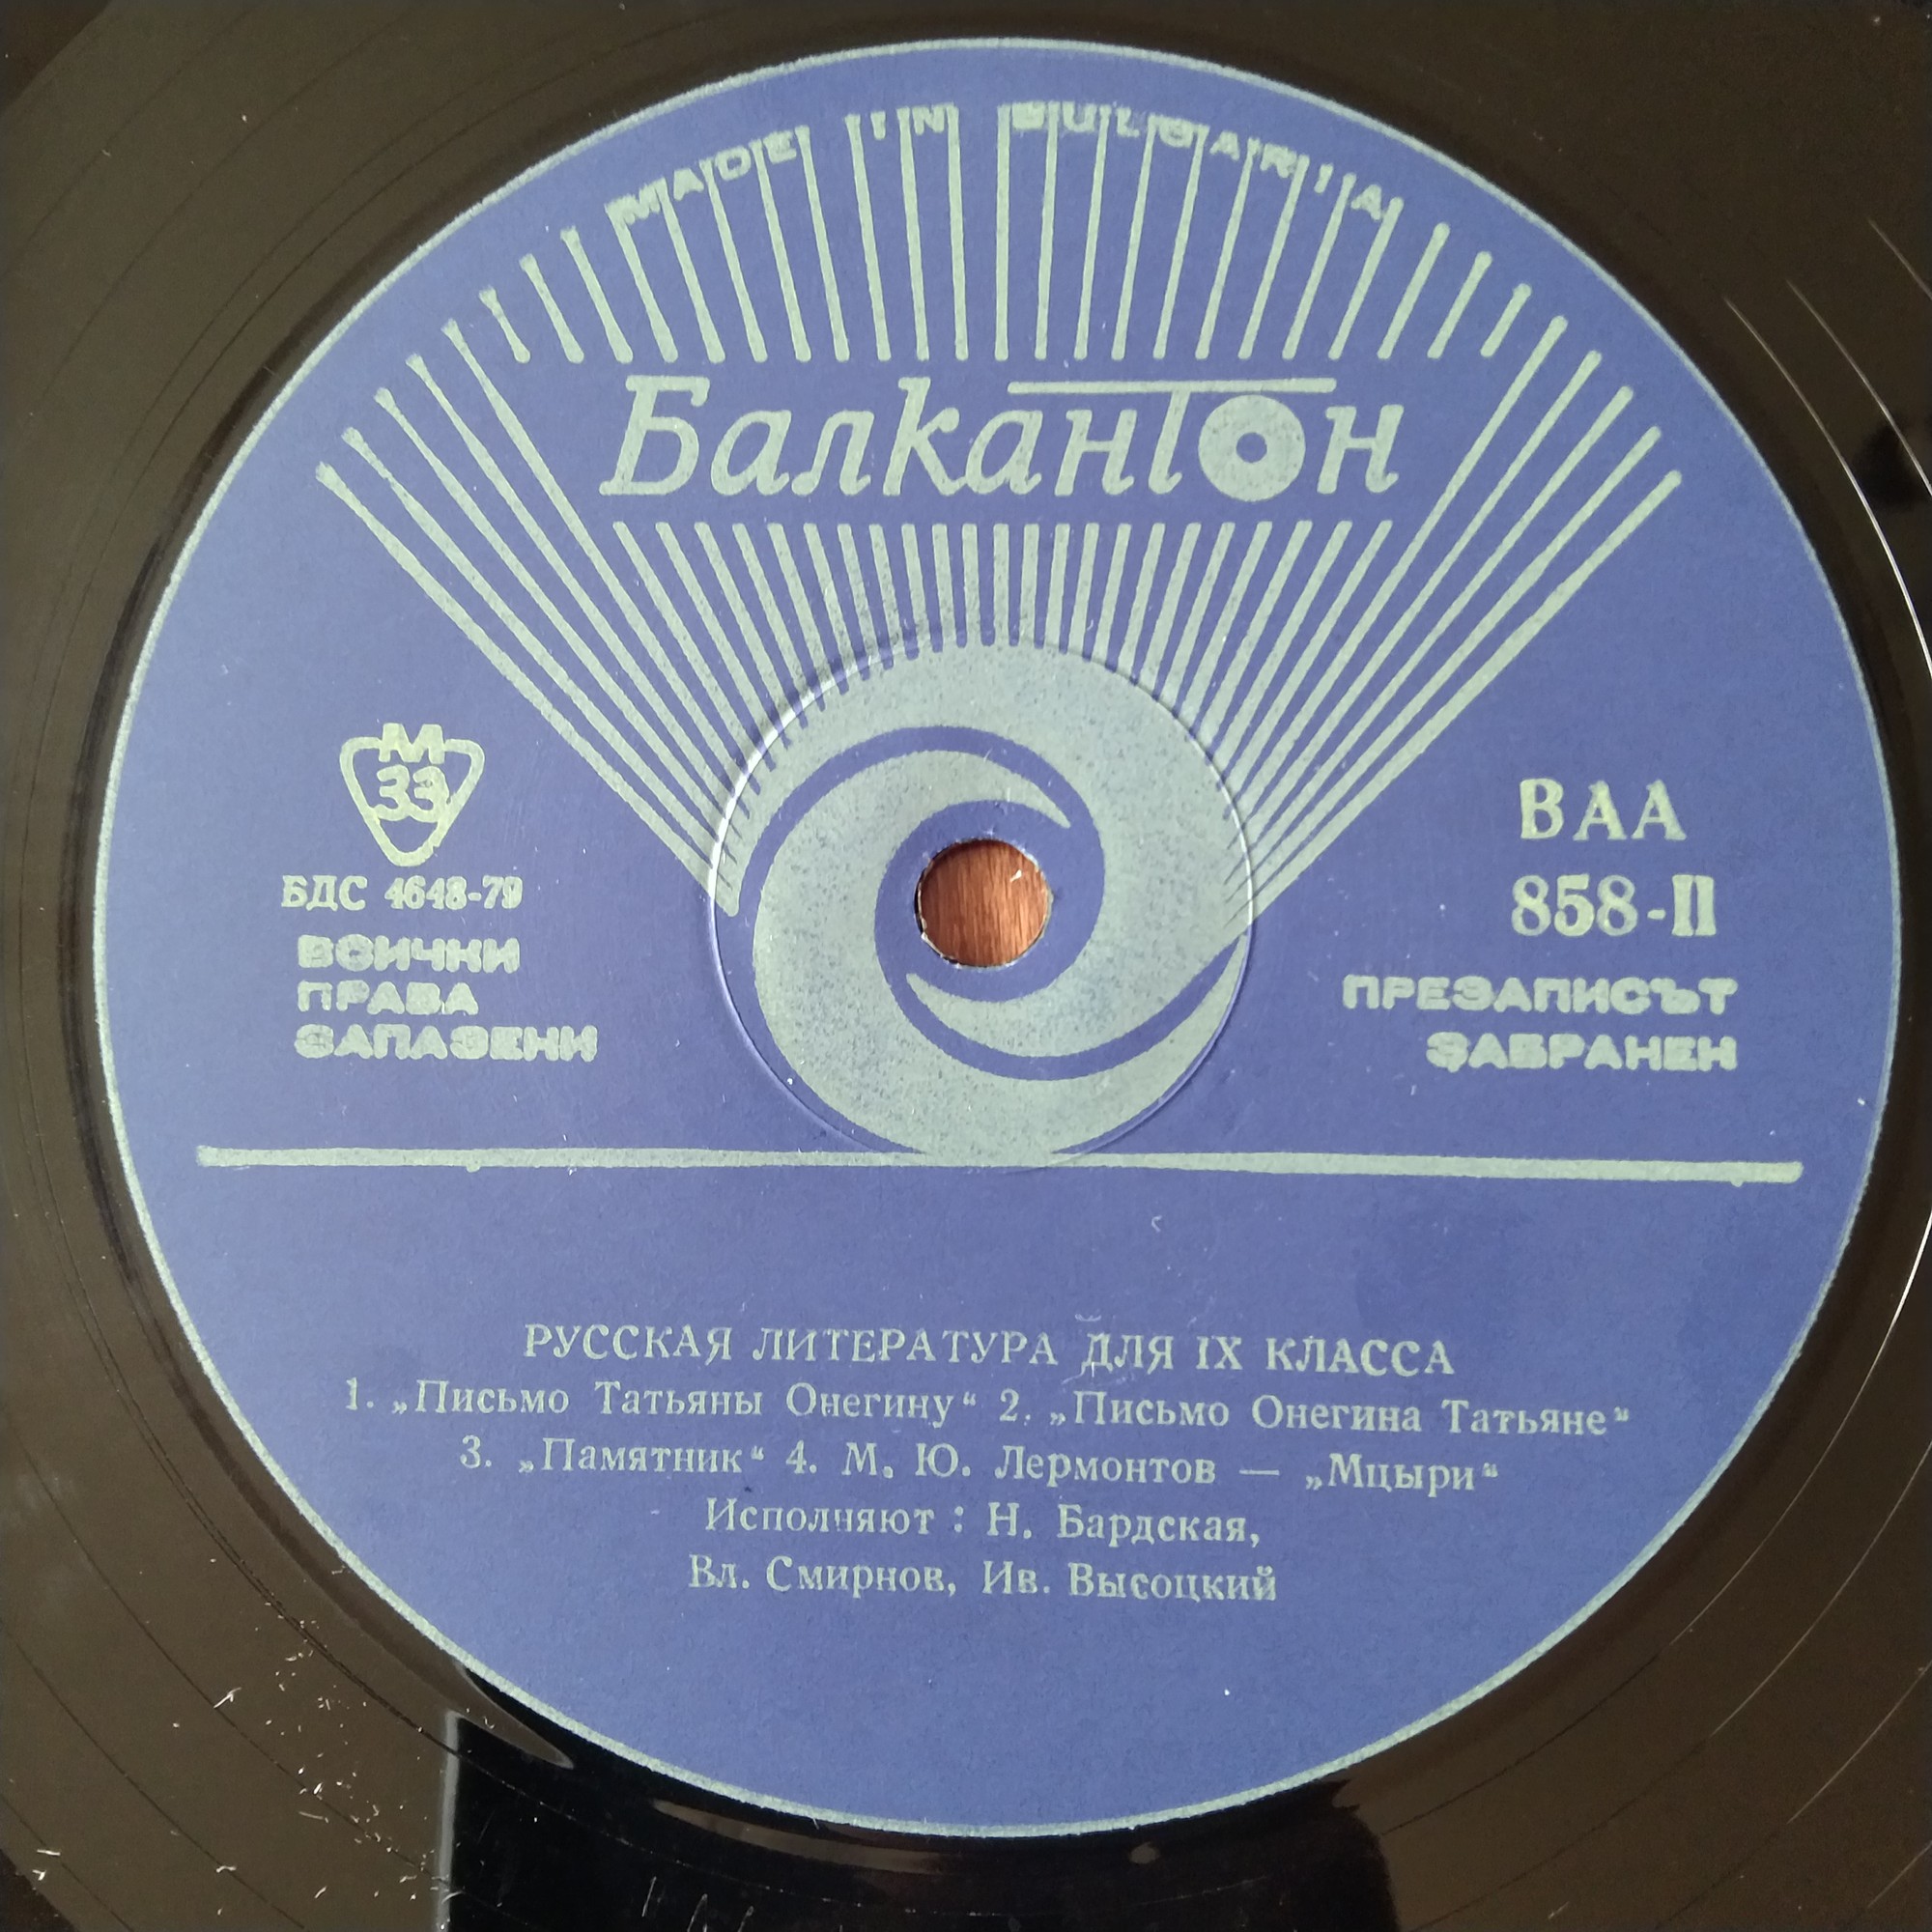 MADE IN BULGARIA
Балкантон
М
33
БДС 4648-79
ВСИЧКИ
ПРАВА
ЗАПАЗЕНИ
ВАА
858-II
ПРЕЗАПИСЪТ
ЗАБРАНЕН
РУССКАЯ ЛИТЕРАТУРА ДЛЯ IX КЛАССА
1. „Письмо Татьяны Онегину“ 2. „Письмо Онегина Татьяне“
3. „Памятник“ 4. М. Ю. Лермонтов — „Мцыри“
Исполняют : Н. Бардская,
Вл. Смирнов, Ив. Высоцкий